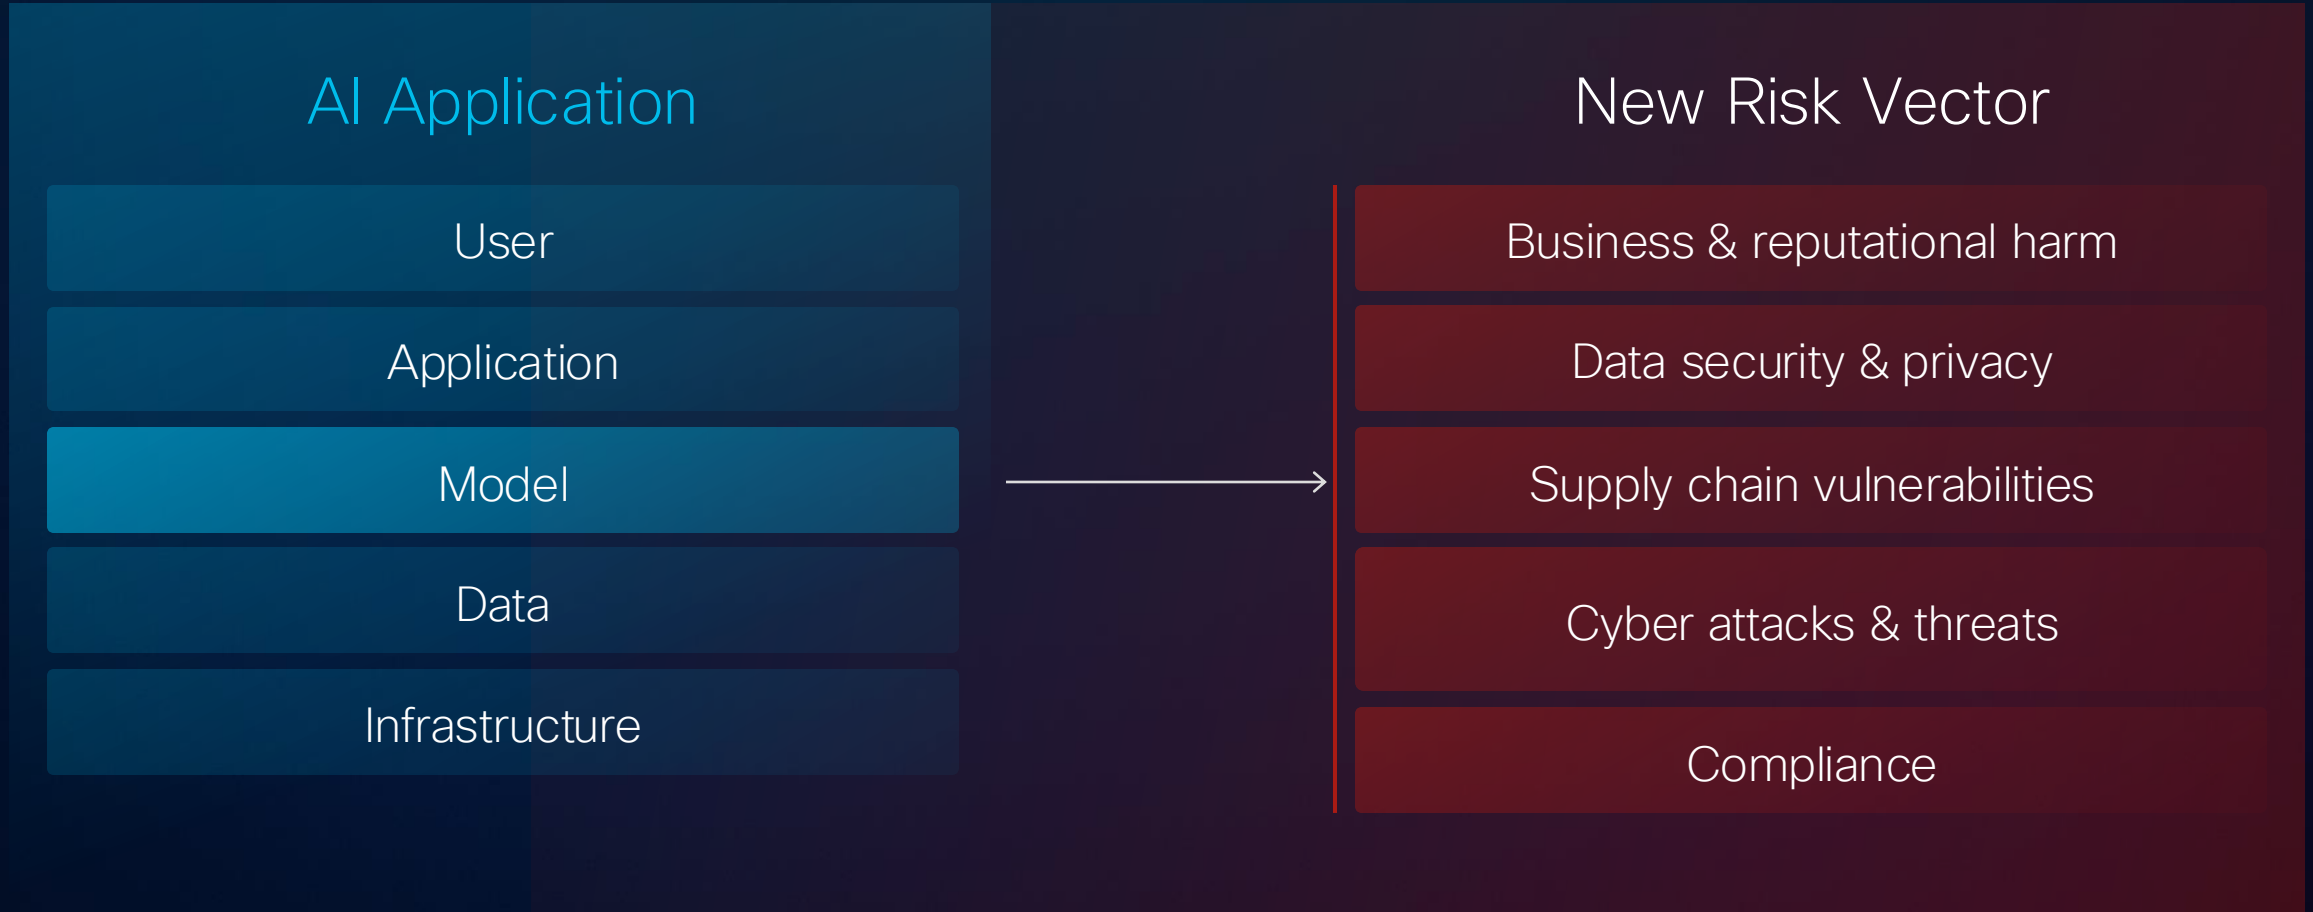 AI Application
User
Application
Model
Data
Infrastructure
New Risk Vector
Business & reputational harm
Data security & privacy
Supply chain vulnerabilities
Cyber attacks & threats
Compliance